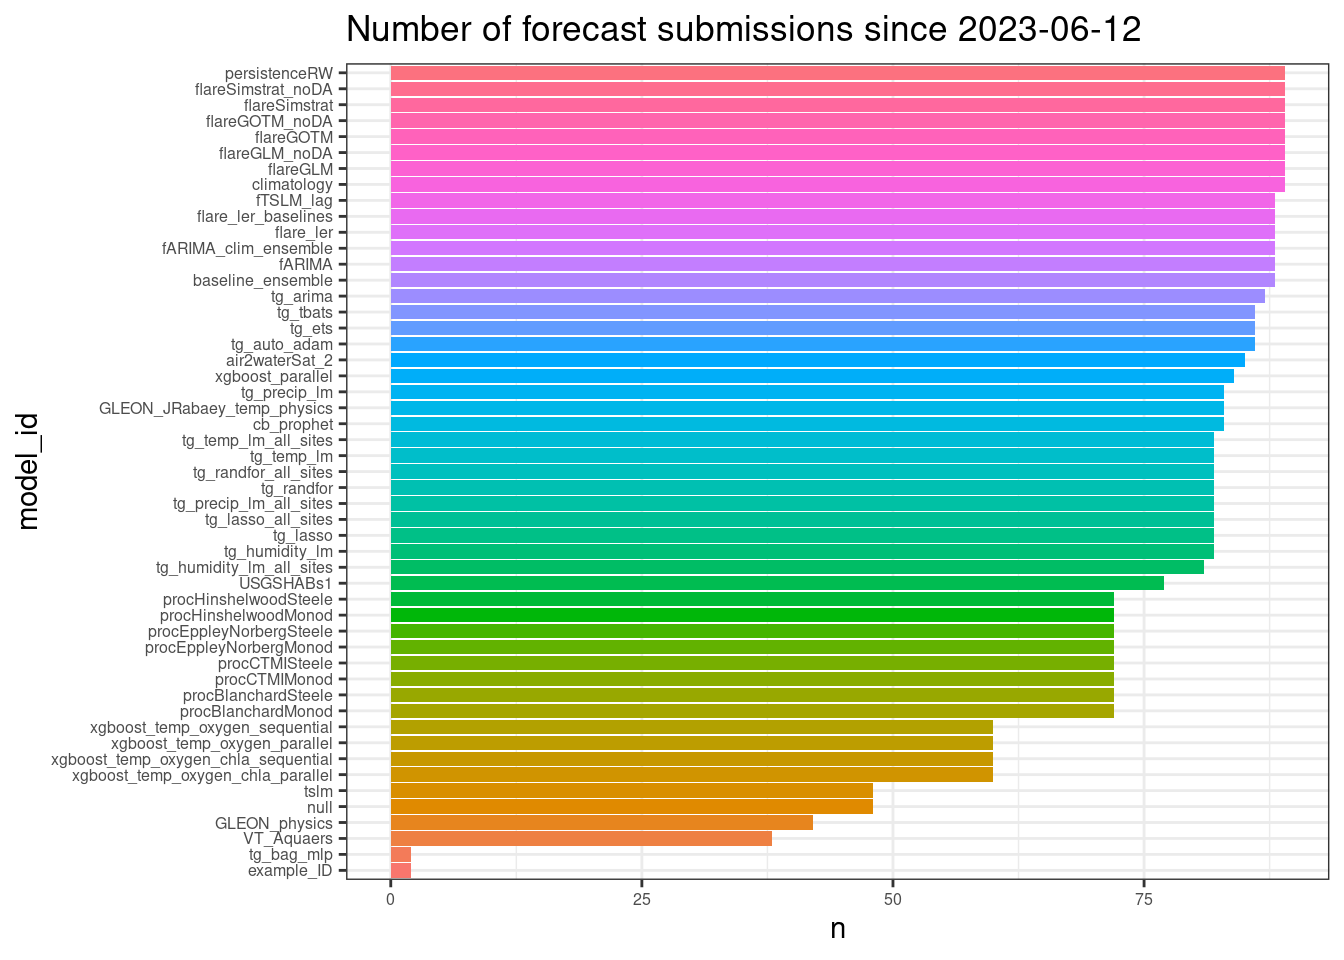 Number of forecast submissions since 2023-06-12
persistenceRW
flareSimstrat_noDA
flareSimstrat
flareGOTM_noDA
flareGOTM
flareGLM_noDA
flareGLM
climatology
fTSLM_lag
flare_ler_baselines
flare_ler
fARIMA_clim_ensemble
fARIMA
baseline_ensemble
tg_arima
tg_tbats
tg_ets
tg_auto_adam
air2waterSat_2
xgboost_parallel
tg_precip_lm
GLEON_JRabaey_temp_physics
cb_prophet
tg_temp_lm_all_sites
tg_temp_lm
tg_randfor_all_sites
tg_randfor
tg_precip_lm_all_sites
tg_lasso_all_sites
tg_lasso
tg_humidity_lm
tg_humidity_lm_all_sites
USGSHABs1
procHinshelwoodSteele
procHinshelwoodMonod
procEppleyNorbergSteele
procEppleyNorbergMonod
procCTMISteele
procCTMIMonod
procBlanchardSteele
procBlanchardMonod
xgboost_temp_oxygen_sequential
xgboost_temp_oxygen_parallel
xgboost_temp_oxygen_chla_sequential
xgboost_temp_oxygen_chla_parallel
tslm
null
GLEON_physics
VT_Aquaers
tg_bag_mlp
example_ID
model_id
0 25 50 75
n